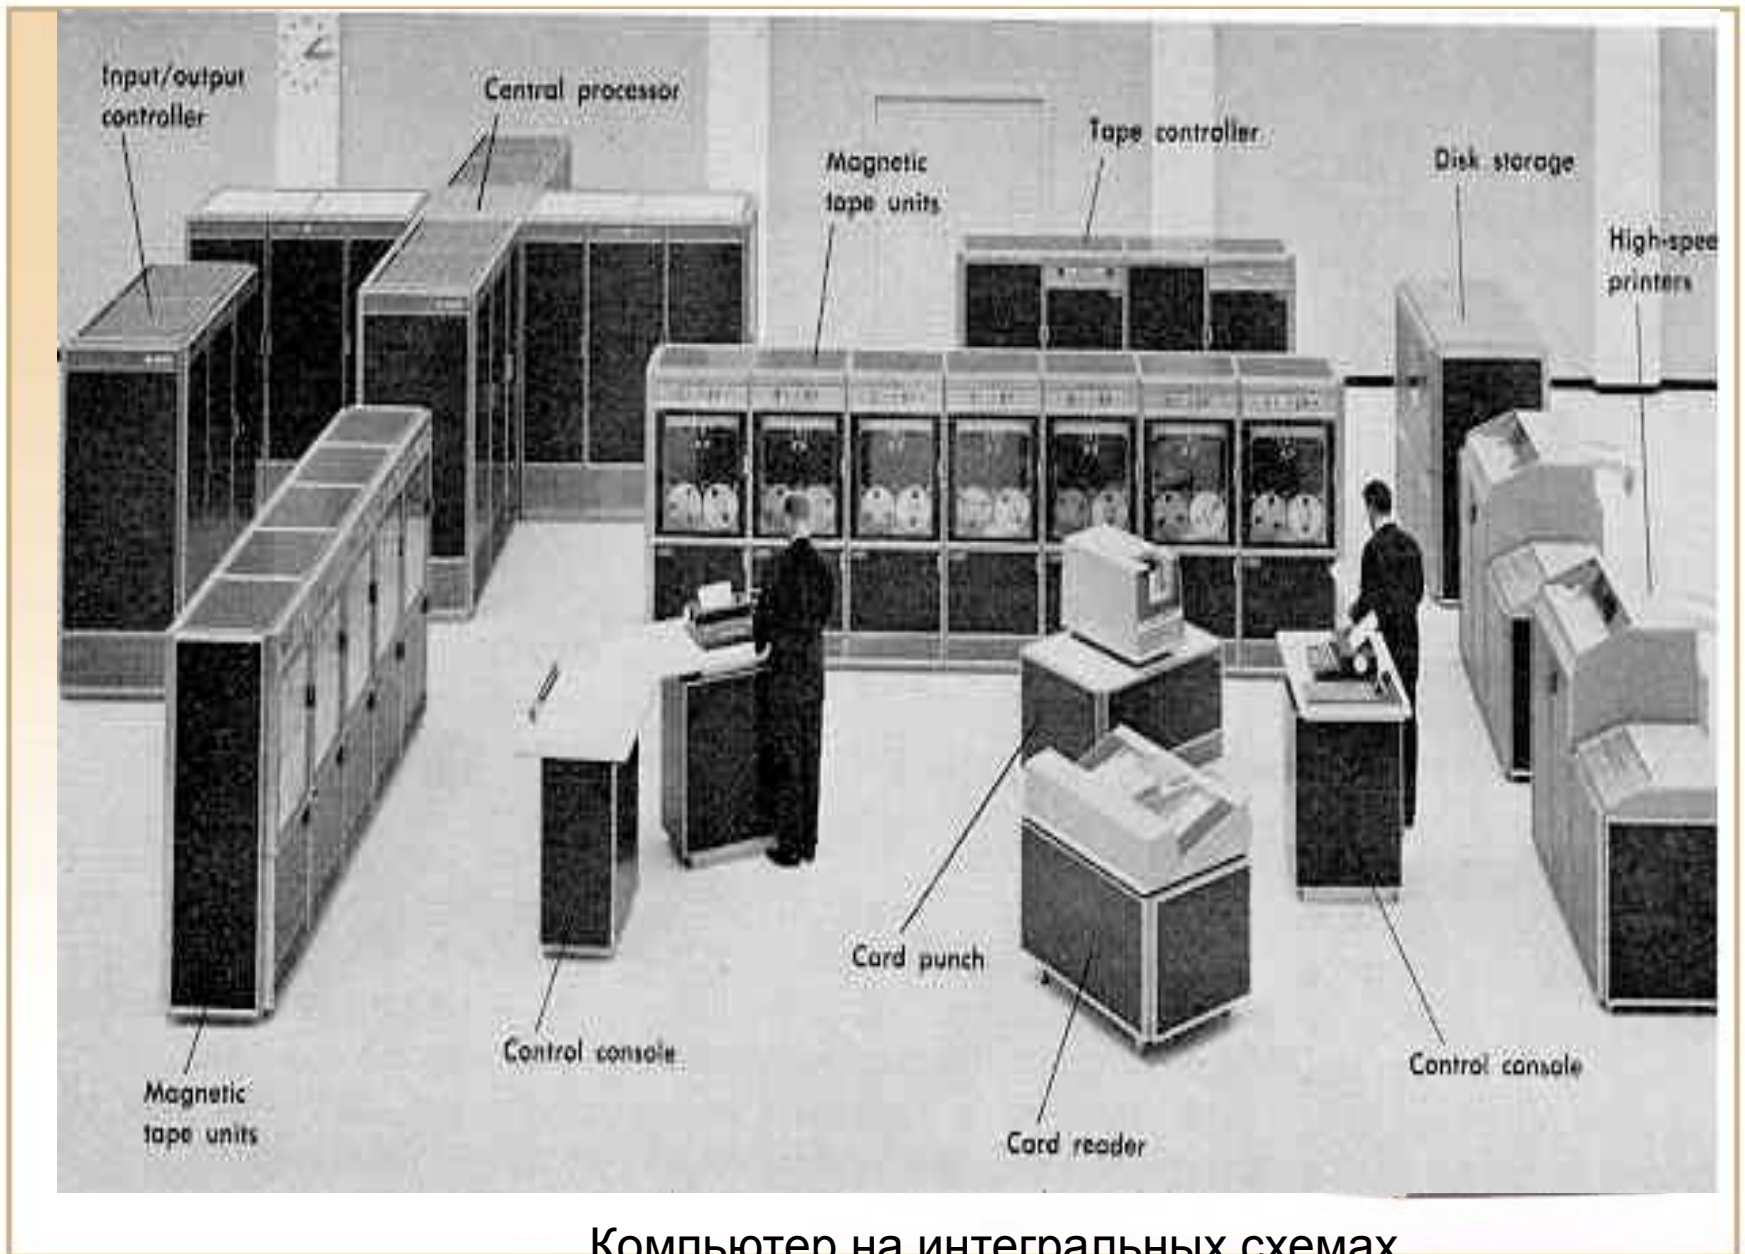 Input/output
controller
Central processor
Magnetic
tape units
Tape controller
Disk storage
High-spee
printers
Card punch
Control console
Control console
Magnetic
tape units
Card reader
Компьютер на интегральных схемах